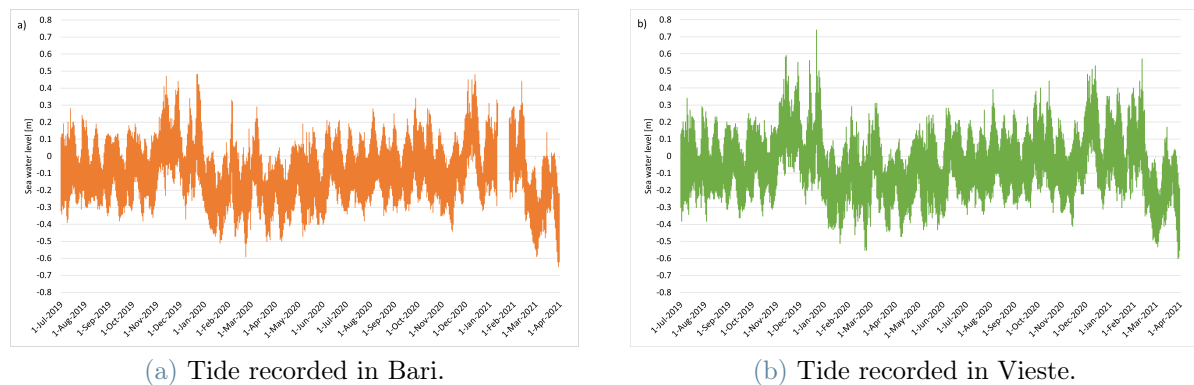 a)
0.8
0.7
0.6
0.5
0.4
0.3
0.2
0.1
0
-0.1
-0.2
-0.3
-0.4
-0.5
-0.6
-0.7
-0.8
Sea water level [m]
1-Jul-2019
1-Aug-2019
1-Sep-2019
1-Oct-2019
1-Nov-2019
1-Dec-2019
1-Jan-2020
1-Feb-2020
1-Mar-2020
1-Apr-2020
1-May-2020
1-Jun-2020
1-Jul-2020
1-Aug-2020
1-Sep-2020
1-Oct-2020
1-Nov-2020
1-Dec-2020
1-Jan-2021
1-Feb-2021
1-Mar-2021
1-Apr-2021
(a) Tide recorded in Bari.
b)
0.8
0.7
0.6
0.5
0.4
0.3
0.2
0.1
0
-0.1
-0.2
-0.3
-0.4
-0.5
-0.6
-0.7
-0.8
Sea water level [m]
1-Jul-2019
1-Aug-2019
1-Sep-2019
1-Oct-2019
1-Nov-2019
1-Dec-2019
1-Jan-2020
1-Feb-2020
1-Mar-2020
1-Apr-2020
1-May-2020
1-Jun-2020
1-Jul-2020
1-Aug-2020
1-Sep-2020
1-Oct-2020
1-Nov-2020
1-Dec-2020
1-Jan-2021
1-Feb-2021
1-Mar-2021
1-Apr-2021
(b) Tide recorded in Vieste.